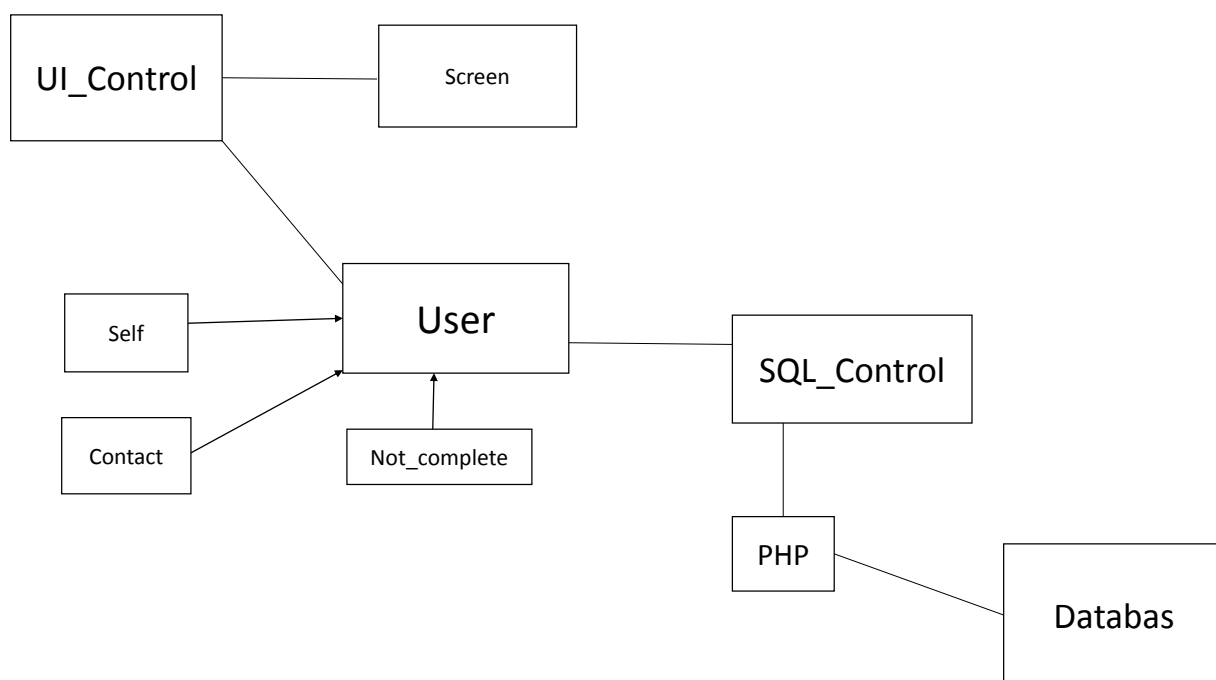 UI_Control
Screen
User
Self
SQL_Control
Contact
Not_complete
PHP
Databas